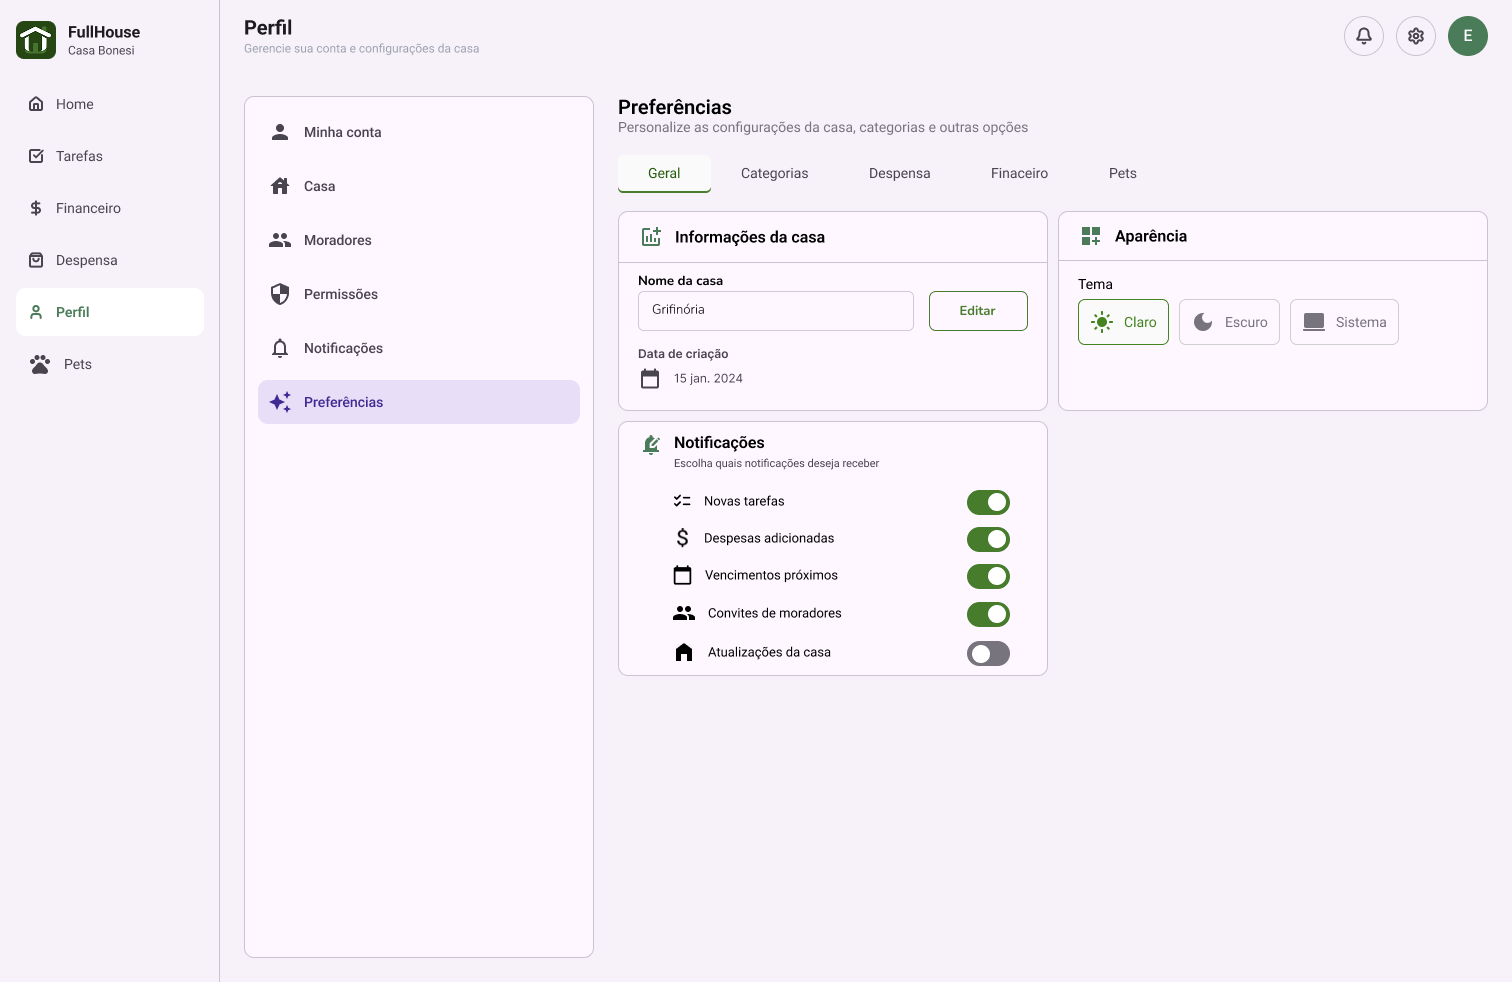 FullHouse
Casa Bonesi
Home
Tarefas
Financeiro
Despensa
Perfil
Pets
Perfil
Gerencie sua conta e configurações da casa
E
Minha conta
Casa
Moradores
Permissões
Notificações
Preferências
Preferências
Personalize as configurações da casa, categorias e outras opções
Geral Categorias Despensa Finaceiro Pets
Informações da casa
Nome da casa
Grifinória Editar
Data de criação
15 jan. 2024
Aparência
Tema
Claro Escuro Sistema
Notificações
Escolha quais notificações deseja receber
Novas tarefas
Despesas adicionadas
Vencimentos próximos
Convites de moradores
Atualizações da casa